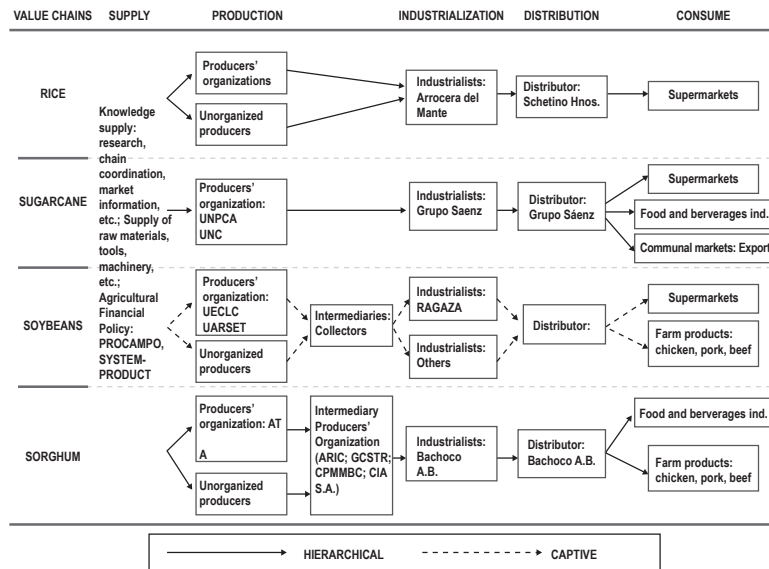 VALUE CHAINS
SUPPLY
PRODUCTION
INDUSTRIALIZATION
DISTRIBUTION
CONSUME
RICE
SUGARCANE
SOYBEANS
SORGHUM
Knowledge
supply:
research,
chain
coordination,
market
information,
etc.; Supply of
raw materials,
tools,
machinery,
etc.;
Agricultural
Financial
Policy:
PROCAMPO,
SYSTEM-
PRODUCT
Producers'
organizations
Unorganized
producers
Industrialists:
Arrocera del
Mante
Distributor:
Schetino Hnos.
Supermarkets
Producers'
organization:
UNPCA
UNC
Industrialists:
Grupo Saenz
Distributor:
Grupo Sáenz
Supermarkets
Food and berverages ind.
Communal markets: Export
Producers'
organization:
UECLC
UARSET
Unorganized
producers
Intermediaries:
Collectors
Industrialists:
RAGAZA
Industrialists:
Others
Distributor:
Supermarkets
Farm products:
chicken, pork, beef
Producers'
organization: AT
A
Unorganized
producers
Intermediary
Producers'
Organization
(ARIC; GCSTR;
CPMMBC; CIA
S.A.)
Industrialists:
Bachoco
A.B.
Distributor:
Bachoco A.B.
Food and berverages ind.
Farm products:
chicken, pork, beef
HIERARCHICAL
CAPTIVE